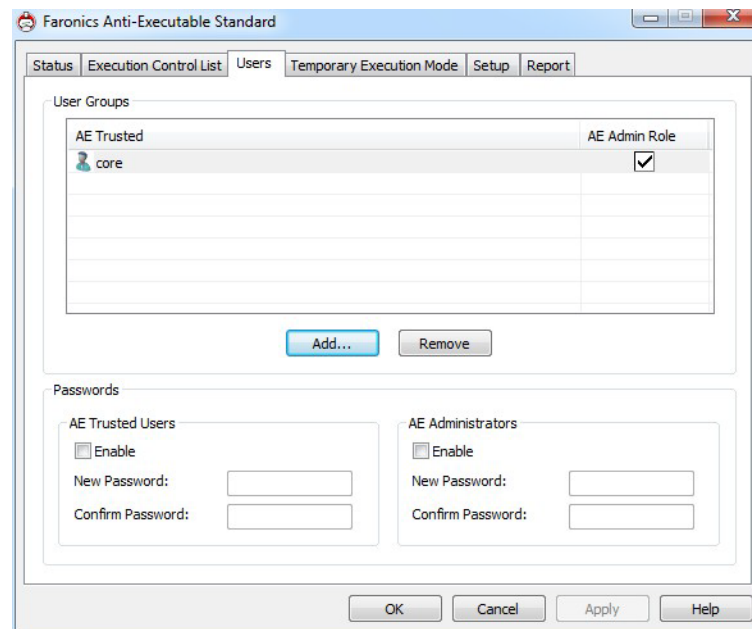 Faronics Anti-Executable Standard
Status Execution Control List Users Temporary Execution Mode Setup Report
User Groups
AE Trusted AE Admin Role
core
Add... Remove
Passwords
AE Trusted Users AE Administrators
Enable Enable
New Password: New Password:
Confirm Password: Confirm Password:
OK Cancel Apply Help